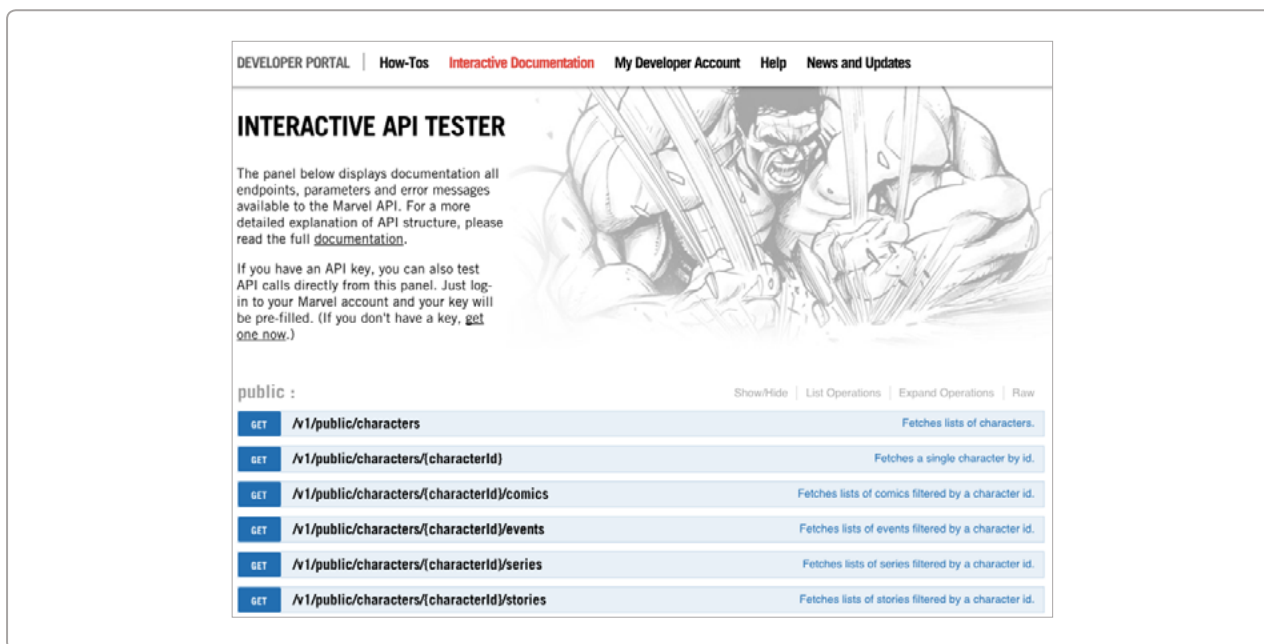 DEVELOPER PORTAL | How-Tos Interactive Documentation My Developer Account Help News and Updates
INTERACTIVE API TESTER
The panel below displays documentation all
endpoints, parameters and error messages
available to the Marvel API. For a more
detailed explanation of API structure, please
read the full documentation.
If you have an API key, you can also test
API calls directly from this panel. Just log-
in to your Marvel account and your key will
be pre-filled. (If you don't have a key, get
one now.)
public : Show/Hide | List Operations | Expand Operations | Raw
GET /v1/public/characters Fetches lists of characters.
GET /v1/public/characters/{characterId} Fetches a single character by id.
GET /v1/public/characters/{characterId}/comics Fetches lists of comics filtered by a character id.
GET /v1/public/characters/{characterId}/events Fetches lists of events filtered by a character id.
GET /v1/public/characters/{characterId}/series Fetches lists of series filtered by a character id.
GET /v1/public/characters/{characterId}/stories Fetches lists of stories filtered by a character id.